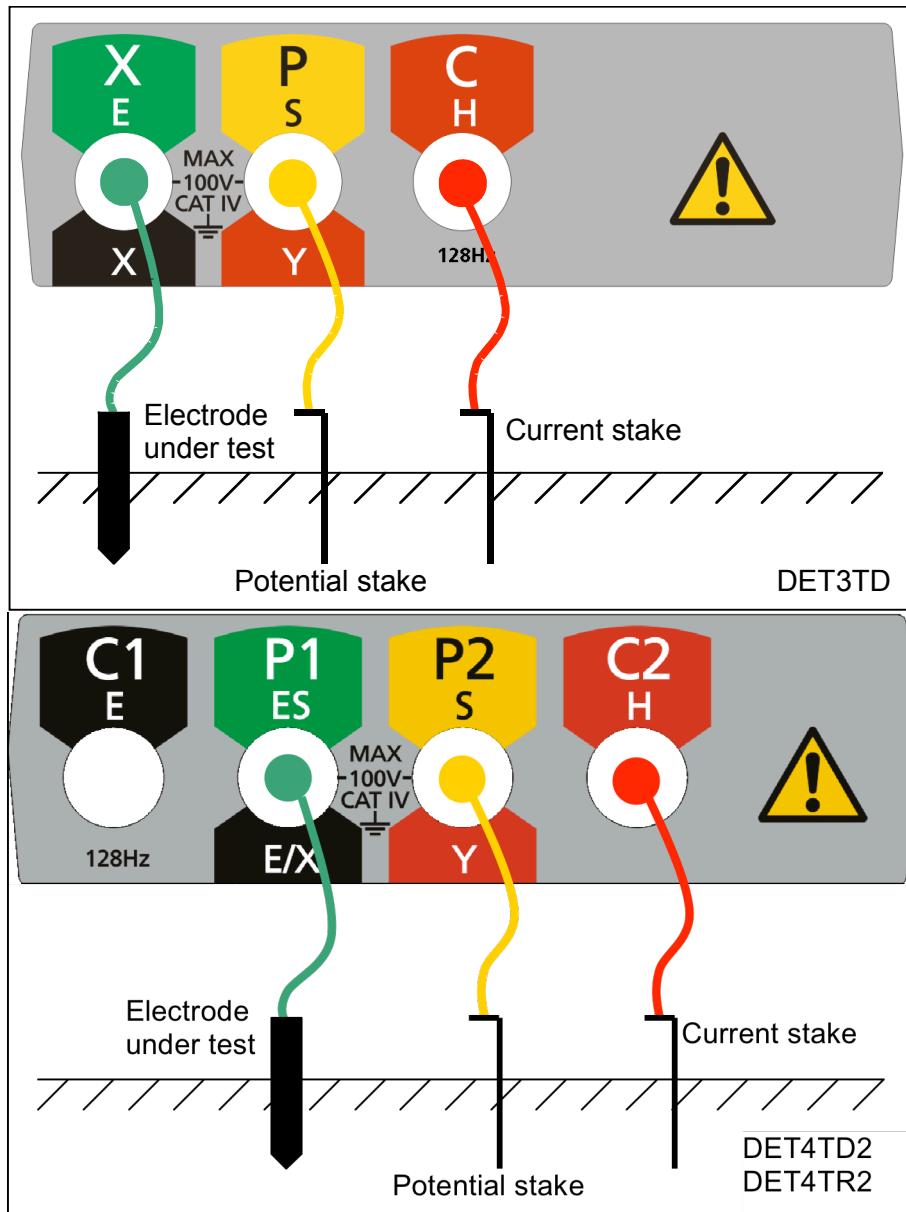 X
E
P
S
C
H
MAX
100V
CAT IV
X
Y
128Hz
Electrode
under test
Current stake
Potential stake
DET3TD
C1
E
P1
ES
P2
S
C2
H
MAX
100V
CAT IV
128Hz
E/X
Y
Electrode
under test
Current stake
Potential stake
DET4TD2
DET4TR2